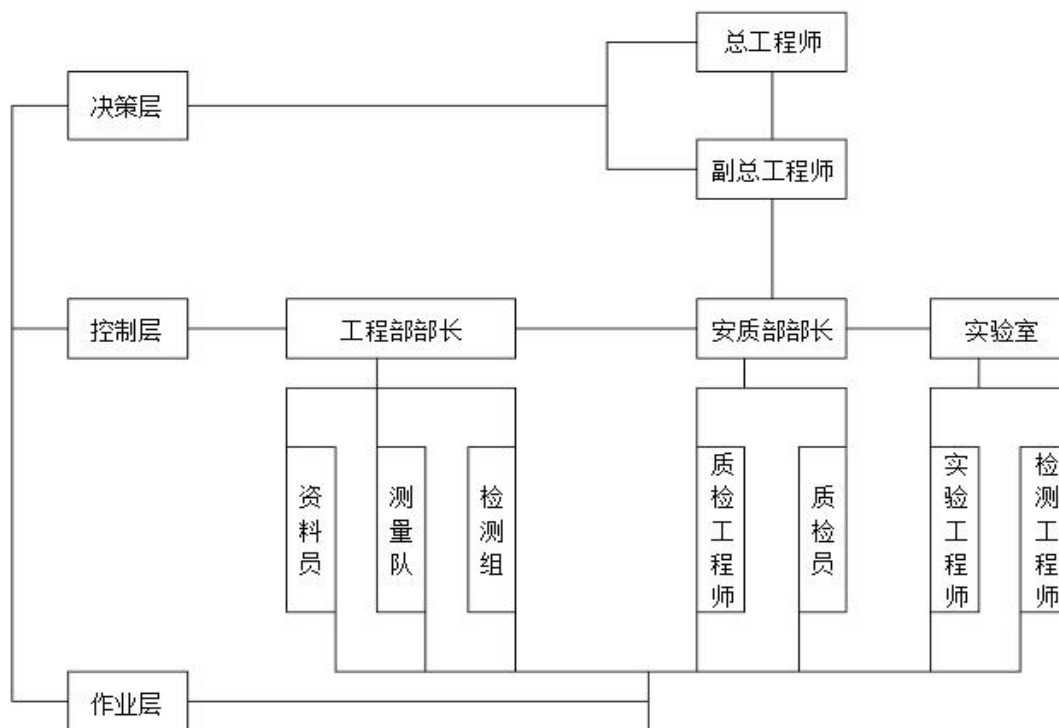 总工程师
决策层
副总工程师
控制层
工程部部长
安质部部长
实验室
资料员
测量队
检测组
质检工程师
质检员
实验工程师
检测工程师
作业层